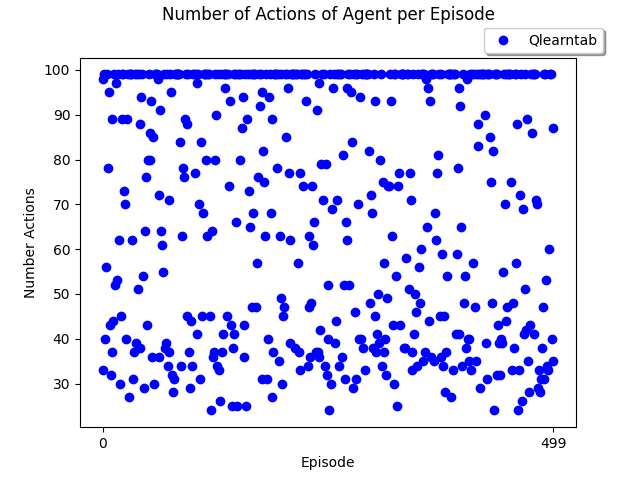 Number of Actions of Agent per Episode
Qlearntab
100
90
80
70
60
50
40
30
Number Actions
0
499
Episode